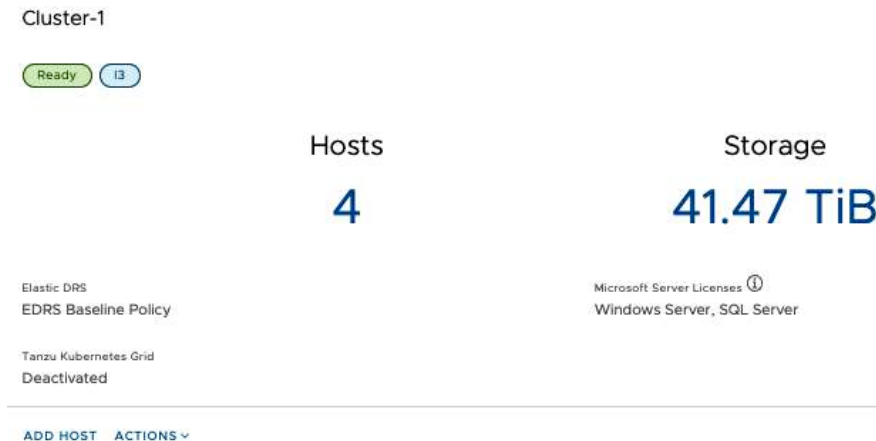 Cluster-1
Ready I3
Hosts Storage
4 41.47 TiB
Elastic DRS Microsoft Server Licenses
EDRS Baseline Policy Windows Server, SQL Server
Tanzu Kubernetes Grid
Deactivated
ADD HOST ACTIONS